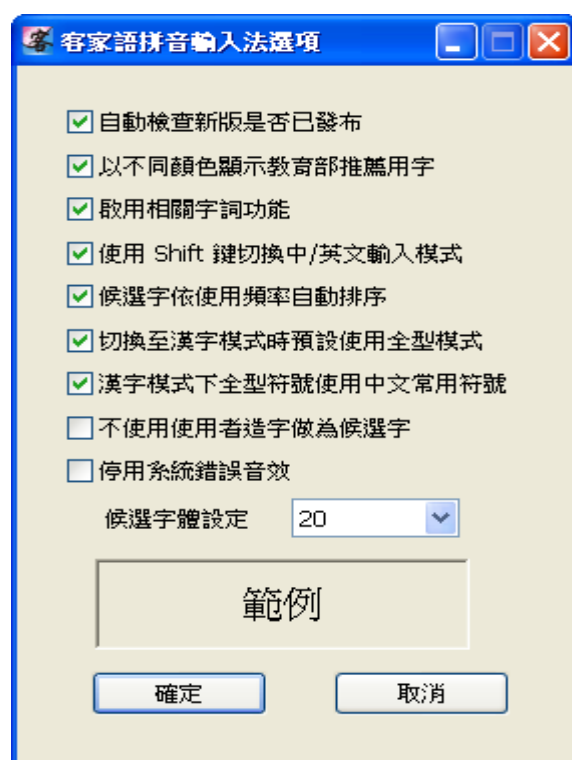 客家語拼音輸入法選項
自動檢查新版是否已發布
以不同顏色顯示教育部推薦用字
啟用相關字詞功能
使用 Shift 鍵切換中/英文輸入模式
候選字依使用頻率自動排序
切換至漢字模式時預設使用全型模式
漢字模式下全型符號使用中文常用符號
不使用使用者造字做為候選字
停用系統錯誤音效
候選字體設定 20
範例
確定 取消